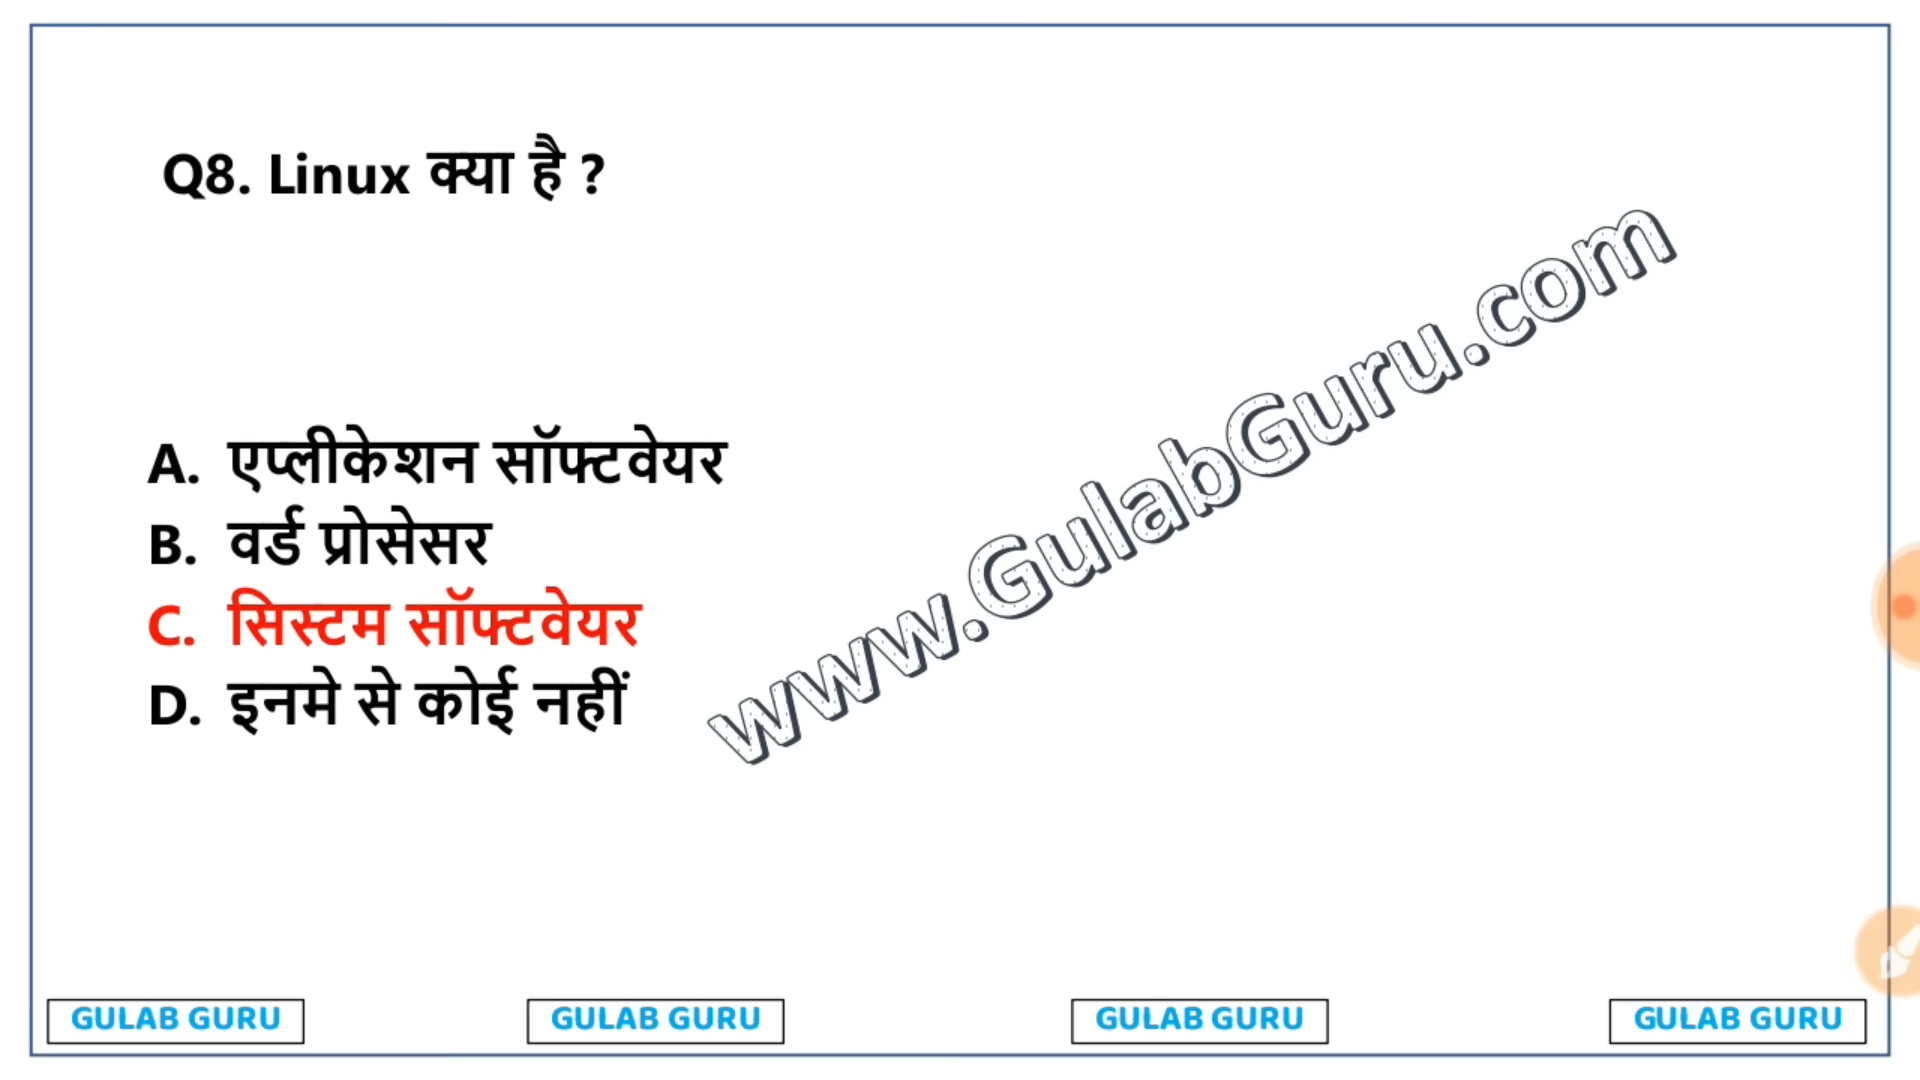 Q8. Linux क्या है ?
www.GulabGuru.com
A. एप्लीकेशन सॉफ्टवेयर
B. वर्ड प्रोसेसर
C. सिस्टम सॉफ्टवेयर
D. इनमे से कोई नहीं
GULAB GURU
GULAB GURU
GULAB GURU
GULAB GURU